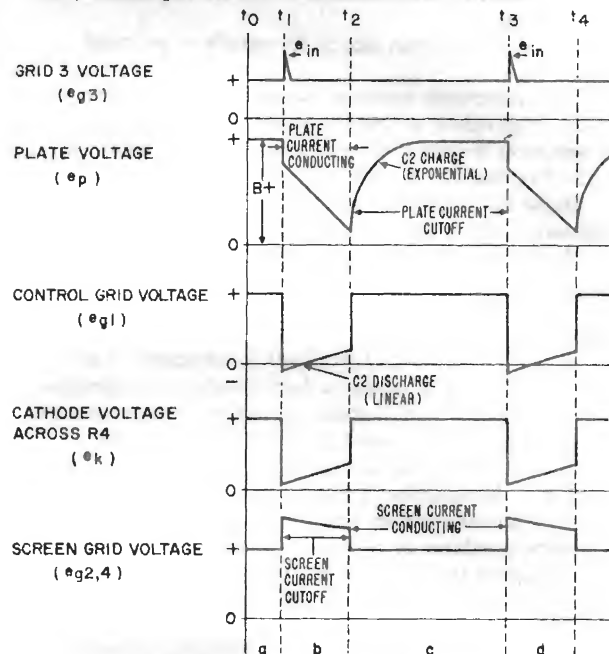 t0 t1 t2 t3 t4
e in e in
GRID 3 VOLTAGE
(eg3)
+
0
PLATE VOLTAGE
(ep)
+
B+
0
PLATE
CURRENT
CONDUCTING
C2 CHARGE
(EXPONENTIAL)
PLATE CURRENT
CUTOFF
CONTROL GRID VOLTAGE
(eg1)
+
0
−
C2 DISCHARGE
(LINEAR)
CATHODE VOLTAGE
ACROSS R4
(ek)
+
0
SCREEN GRID VOLTAGE
(eg2,4)
+
0
SCREEN CURRENT
CONDUCTING
SCREEN
CURRENT
CUTOFF
a b c d